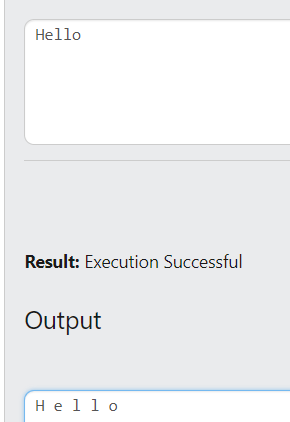 Hello
Result: Execution Successful
Output
H e l l o